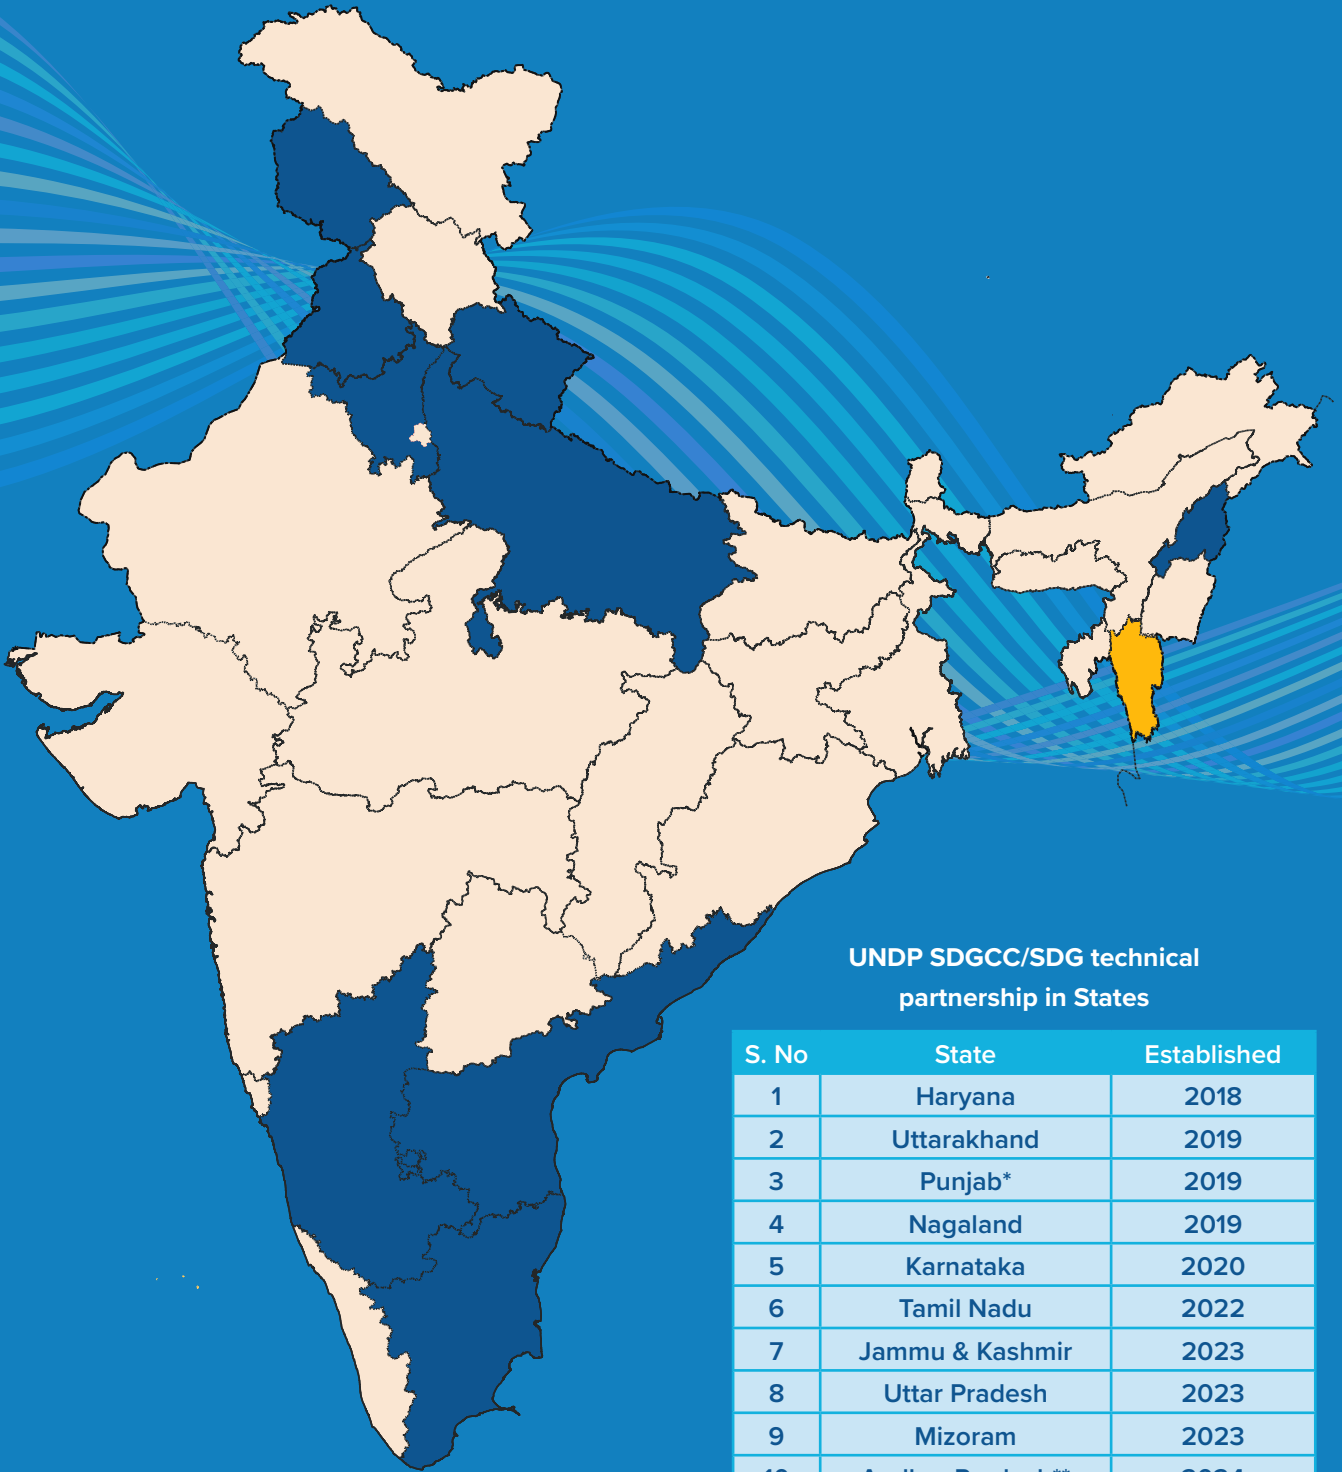 UNDP SDGCC/SDG technical
partnership in States
S. No State Established
1 Haryana 2018
2 Uttarakhand 2019
3 Punjab* 2019
4 Nagaland 2019
5 Karnataka 2020
6 Tamil Nadu 2022
7 Jammu & Kashmir 2023
8 Uttar Pradesh 2023
9 Mizoram 2023